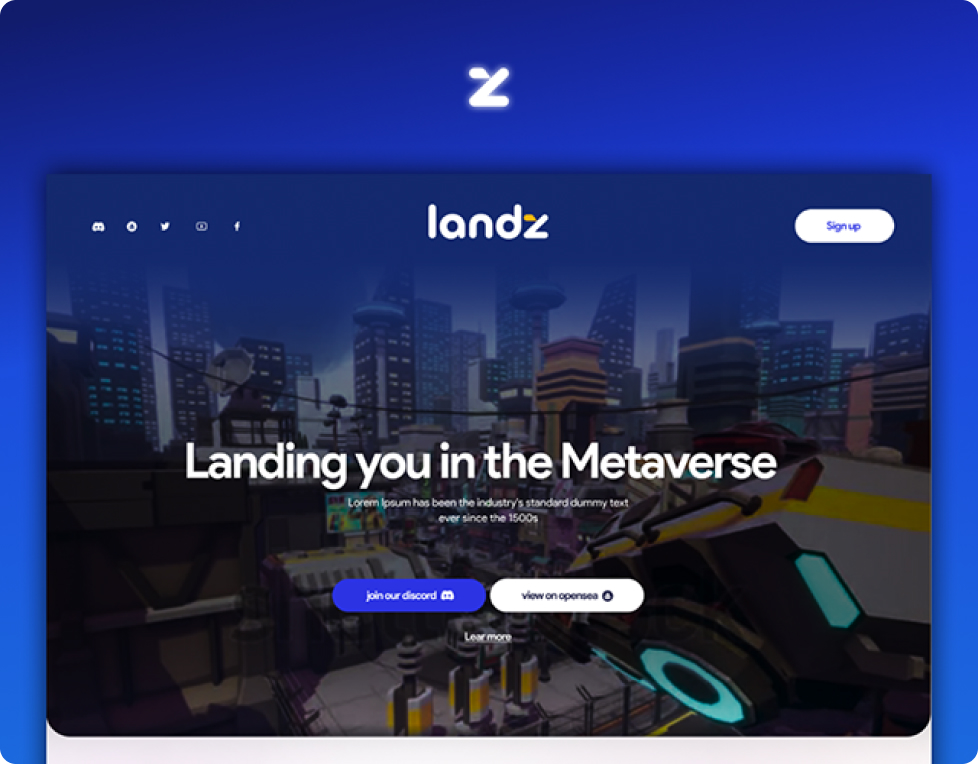 landz
Sign up
Landing you in the Metaverse
Lorem Ipsum has been the industry's standard dummy text
ever since the 1500s
join our discord
view on opensea
Lear more